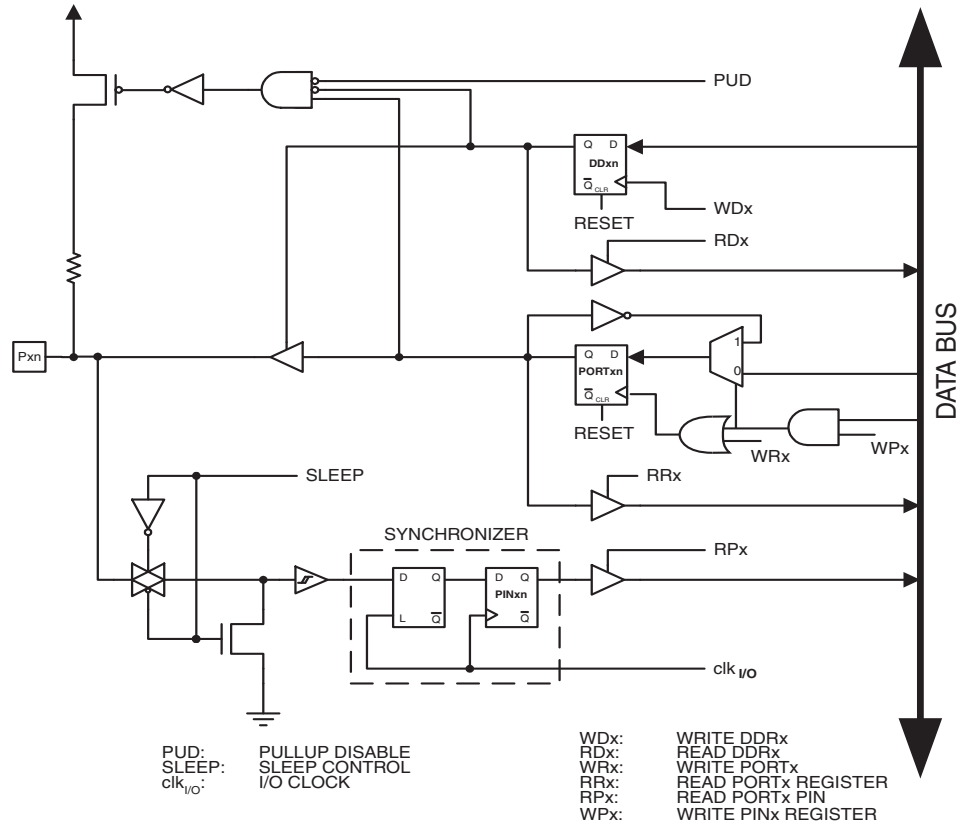 PUD
Q D
DDxn
Q CLR
WDx
RESET
RDx
1
Pxn
Q D
PORTxn
0
Q CLR
DATA BUS
RESET
WRx
WPx
SLEEP
RRx
SYNCHRONIZER
RPx
D Q
D Q
PINxn
L Q
Q
clk I/O
PUD: PULLUP DISABLE
SLEEP: SLEEP CONTROL
clkI/O: I/O CLOCK
WDx: WRITE DDRx
RDx: READ DDRx
WRx: WRITE PORTx
RRx: READ PORTx REGISTER
RPx: READ PORTx PIN
WPx: WRITE PINx REGISTER